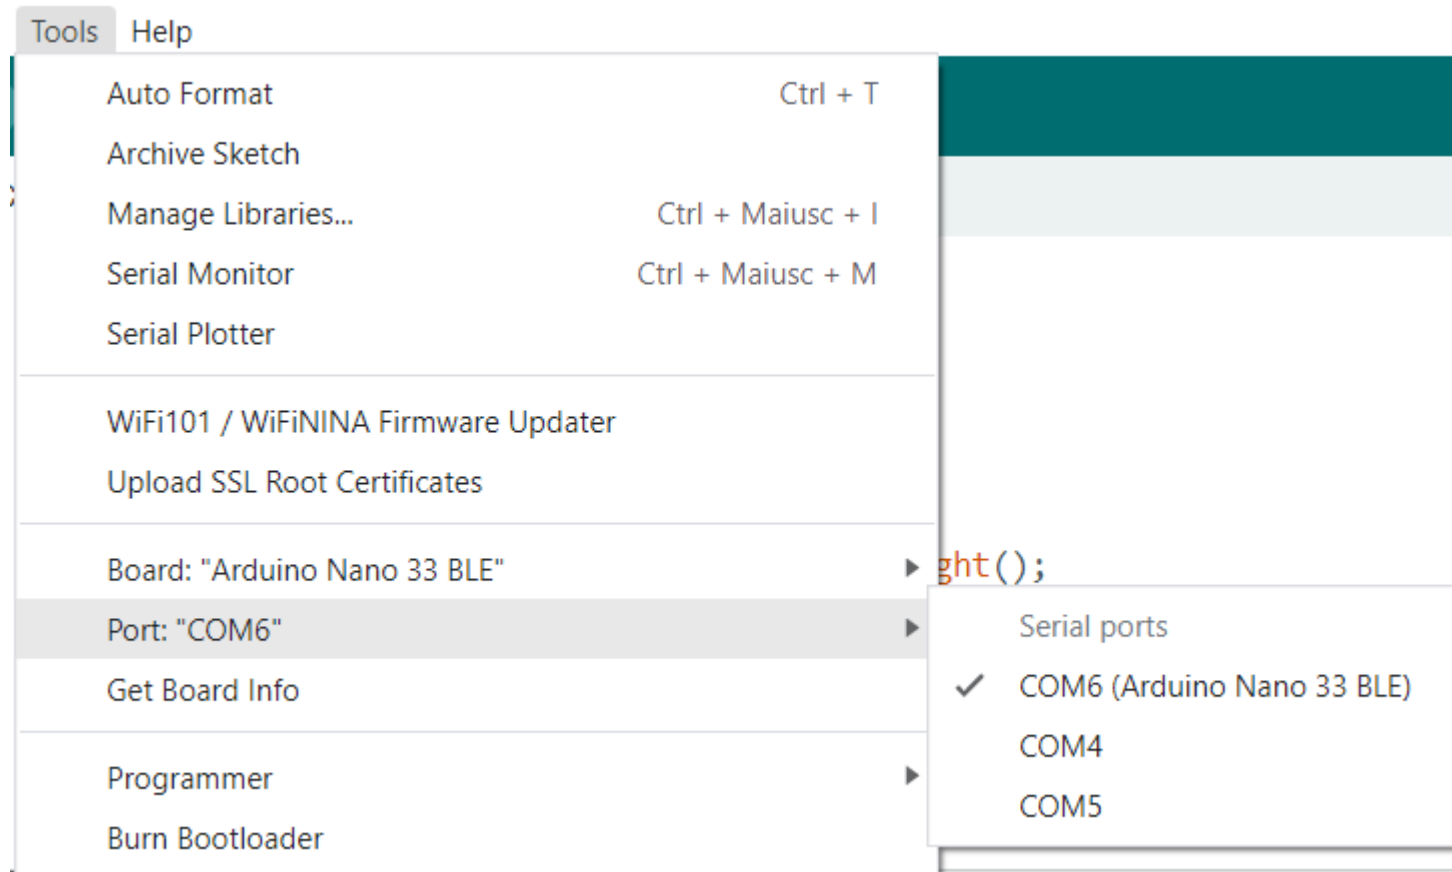 Tools Help
Auto Format Ctrl + T
Archive Sketch
Manage Libraries... Ctrl + Maiusc + I
Serial Monitor Ctrl + Maiusc + M
Serial Plotter
WiFi101 / WiFiNINA Firmware Updater
Upload SSL Root Certificates
Board: "Arduino Nano 33 BLE"
ght();
Port: "COM6"
Get Board Info
Programmer
Burn Bootloader
Serial ports
COM6 (Arduino Nano 33 BLE)
COM4
COM5